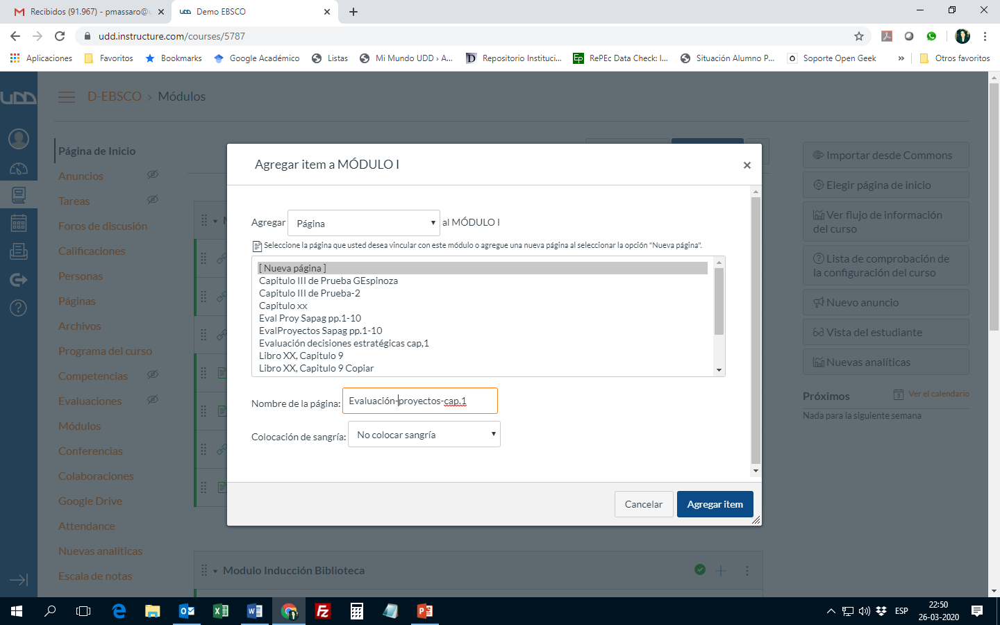 Recibidos (91.967) - pmassaro@u
udd Demo EBSCO
udd.instructure.com/courses/5787
Aplicaciones Favoritos Bookmarks Google Académico Listas Mi Mundo UDD › A... D Repositorio Instituci... Ep RePEc Data Check: I... Situación Alumno P... Soporte Open Geek » Otros favoritos
UDD
D-EBSCO > Módulos
Página de Inicio
Anuncios
Tareas
Foros de discusión
Calificaciones
Personas
Páginas
Archivos
Programa del curso
Competencias
Evaluaciones
Módulos
Conferencias
Colaboraciones
Google Drive
Attendance
Nuevas analíticas
Escala de notas
Agregar item a MÓDULO I
Agregar Página al MÓDULO I
Seleccione la página que usted desea vincular con este módulo o agregue una nueva página al seleccionar la opción "Nueva página".
[ Nueva página ]
Capitulo III de Prueba GEspinoza
Capitulo III de Prueba-2
Capitulo xx
Eval Proy Sapag pp.1-10
EvalProyectos Sapag pp.1-10
Evaluación decisiones estratégicas cap,1
Libro XX, Capitulo 9
Libro XX, Capitulo 9 Copiar
Nombre de la página: Evaluación-proyectos-cap.1
Colocación de sangría: No colocar sangría
Cancelar Agregar item
Modulo Inducción Biblioteca
Importar desde Commons
Elegir página de inicio
Ver flujo de información
del curso
Lista de comprobación de
la configuración del curso
Nuevo anuncio
Vista del estudiante
Nuevas analíticas
Próximos 3 Ver el calendario
Nada para la siguiente semana
ESP
22:50
26-03-2020